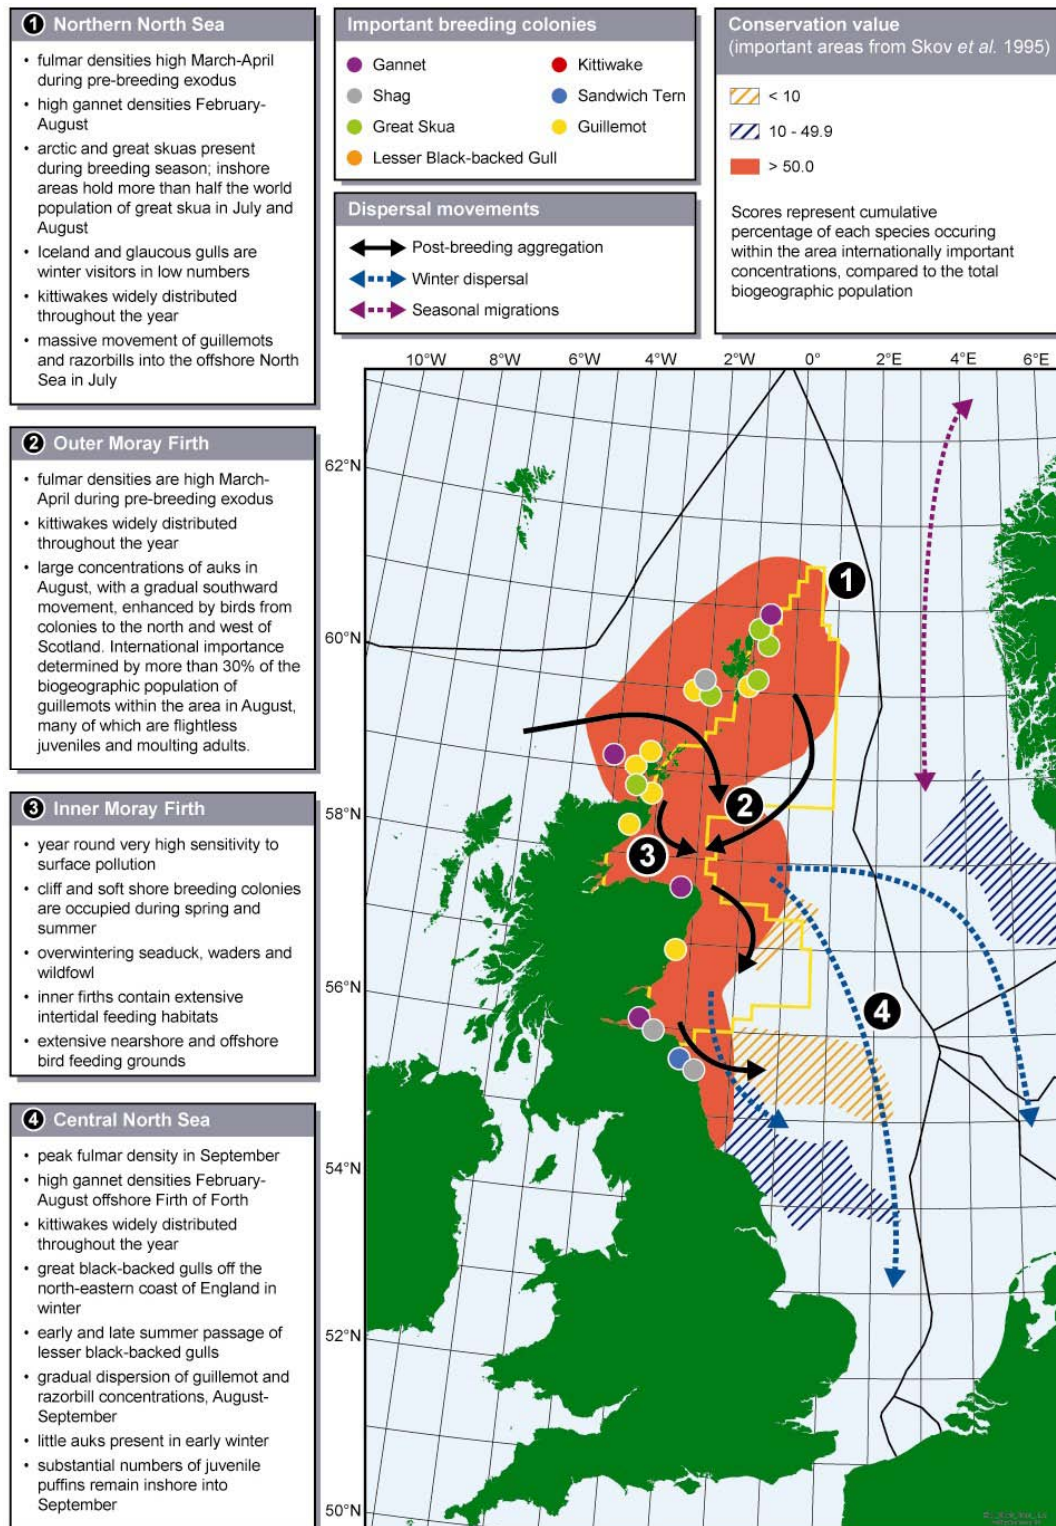 1 Northern North Sea
• fulmar densities high March-April
during pre-breeding exodus
• high gannet densities February-
August
• arctic and great skuas present
during breeding season; inshore
areas hold more than half the world
population of great skua in July and
August
• Iceland and glaucous gulls are
winter visitors in low numbers
• kittiwakes widely distributed
throughout the year
• massive movement of guillemots
and razorbills into the offshore North
Sea in July
Important breeding colonies
Gannet
Kittiwake
Shag
Sandwich Tern
Great Skua
Guillemot
Lesser Black-backed Gull
Dispersal movements
Post-breeding aggregation
Winter dispersal
Seasonal migrations
Conservation value
(important areas from Skov et al. 1995)
< 10
10 - 49.9
> 50.0
Scores represent cumulative
percentage of each species occuring
within the area internationally important
concentrations, compared to the total
biogeographic population
2 Outer Moray Firth
• fulmar densities are high March-
April during pre-breeding exodus
• kittiwakes widely distributed
throughout the year
• large concentrations of auks in
August, with a gradual southward
movement, enhanced by birds from
colonies to the north and west of
Scotland. International importance
determined by more than 30% of the
biogeographic population of
guillemots within the area in August,
many of which are flightless
juveniles and moulting adults.
3 Inner Moray Firth
• year round very high sensitivity to
surface pollution
• cliff and soft shore breeding colonies
are occupied during spring and
summer
• overwintering seaduck, waders and
wildfowl
• inner firths contain extensive
intertidal feeding habitats
• extensive nearshore and offshore
bird feeding grounds
4 Central North Sea
• peak fulmar density in September
• high gannet densities February-
August offshore Firth of Forth
• kittiwakes widely distributed
throughout the year
• great black-backed gulls off the
north-eastern coast of England in
winter
• early and late summer passage of
lesser black-backed gulls
• gradual dispersion of guillemot and
razorbill concentrations, August-
September
• little auks present in early winter
• substantial numbers of juvenile
puffins remain inshore into
September
10°W 8°W 6°W 4°W 2°W 0° 2°E 4°E 6°E
62°N
60°N
58°N
56°N
54°N
52°N
50°N
1
2
3
4